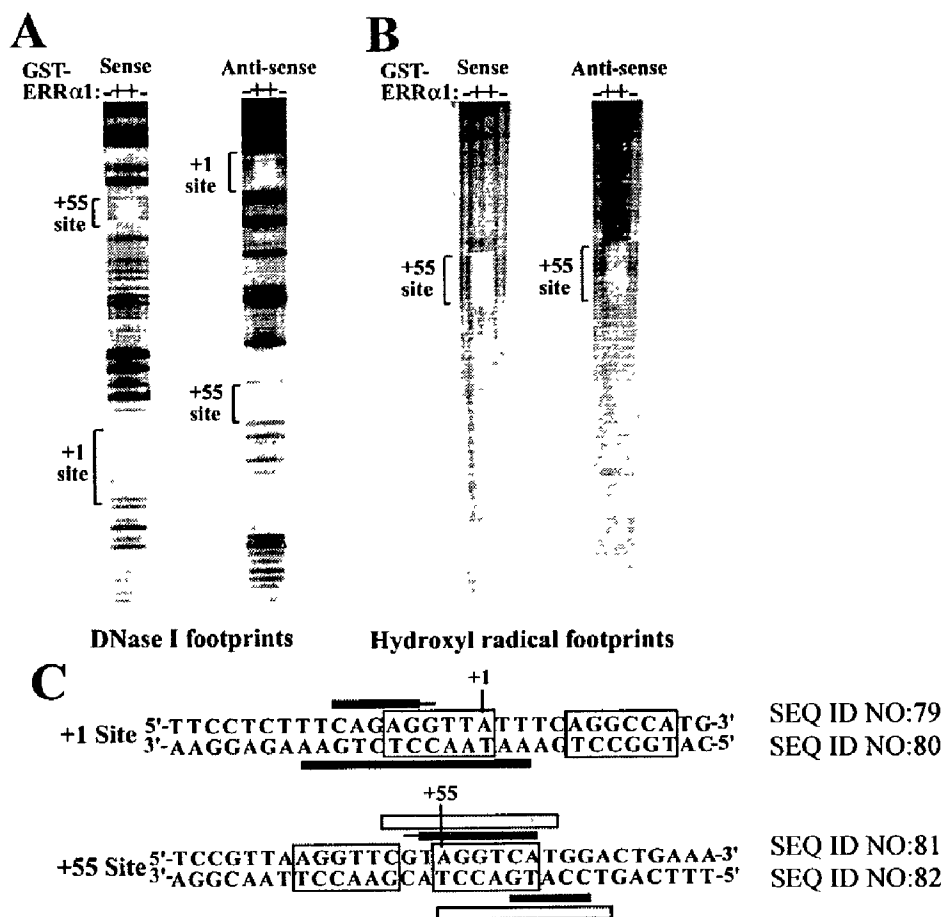 A
B
GST-
ERRα1:
Sense
-++-
Anti-sense
-++-
GST-
ERRα1:
Sense
-++-
Anti-sense
-++-
+1
site
+55
site
+55
site
+1
site
+55
site
+55
site
DNase I footprints
Hydroxyl radical footprints
C
+1
+1 Site
5'-TTCCTCTTTCAGAGGTTATTTCAGGCCATG-3'
3'-AAGGAGAAAGTCTCCAATAAAGTCCGGTAC-5'
SEQ ID NO:79
SEQ ID NO:80
+55
+55 Site
5'-TCCGTTAAGGTTCGTAGGTCATGGACTGAAA-3'
3'-AGGCAATTCCAAGCATCCAGTACCTGACTTT-5'
SEQ ID NO:81
SEQ ID NO:82